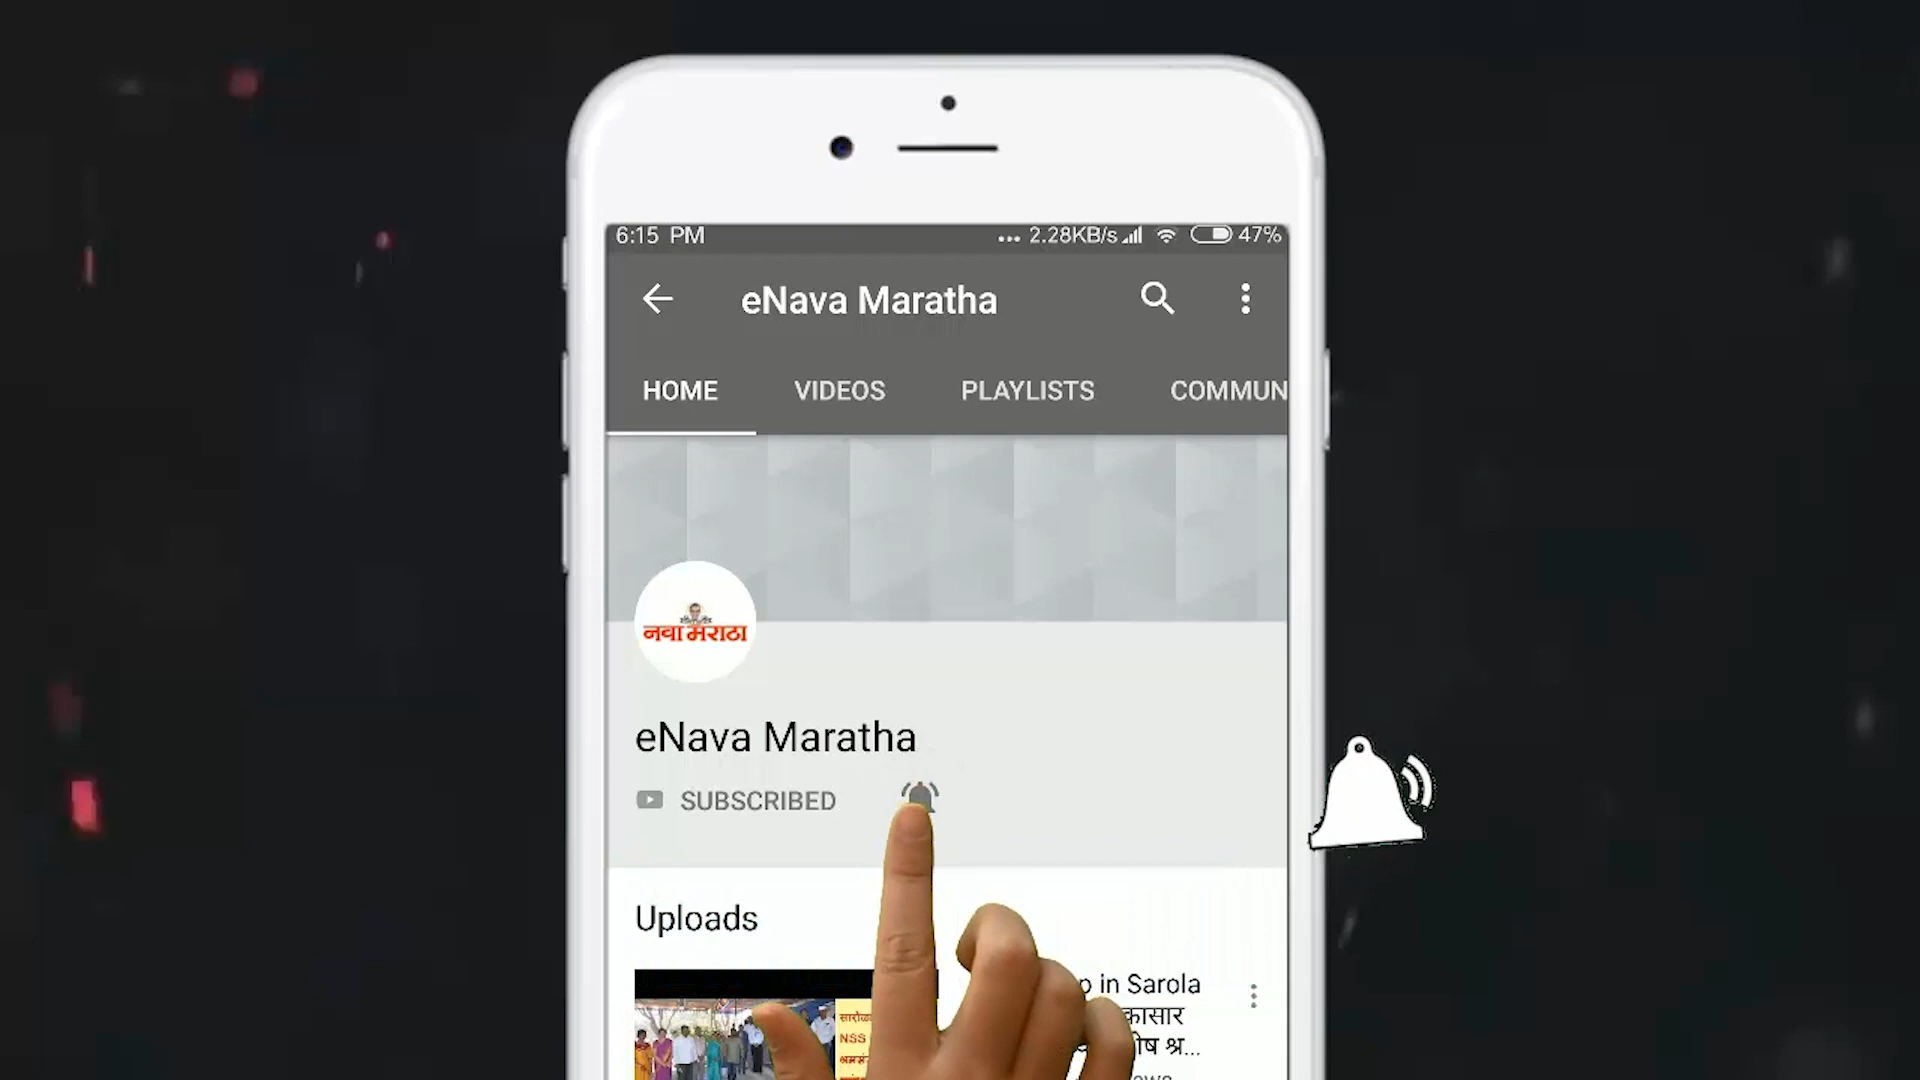 6:15 PM ... 2.28KB/s 47%
eNava Maratha
HOME VIDEOS PLAYLISTS COMMUN
नवा मराठा
eNava Maratha
SUBSCRIBED
Uploads
in Sarola
कासार
NSS